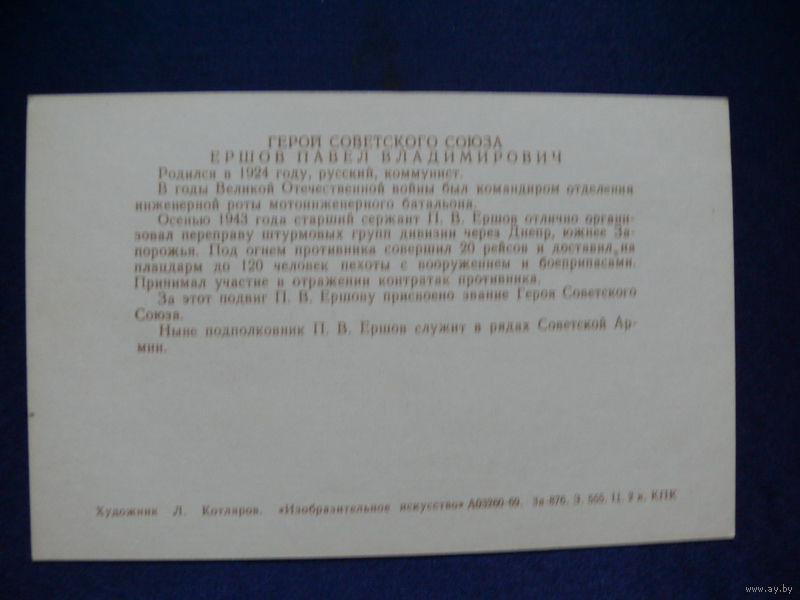 ГЕРОЙ СОВЕТСКОГО СОЮЗА
ЕРШОВ ПАВЕЛ ВЛАДИМИРОВИЧ
Родился в 1924 году, русский, коммунист.
В годы Великой Отечественной войны был командиром отделения
инженерной роты мотоинженерного батальона.
Осенью 1943 года старший сержант П. В. Ершов отлично органи-
зовал переправу штурмовых групп дивизии через Днепр, южнее За-
порожья. Под огнем противника совершил 20 рейсов и доставил на
плацдарм до 120 человек пехоты с вооружением и боеприпасами.
Принимал участие в отражении контратак противника.
За этот подвиг П. В. Ершову присвоено звание Героя Советского
Союза.
Ныне подполковник П. В. Ершов служит в рядах Советской Ар-
мии.
Художник Л. Котляров. «Изобразительное искусство» А03260-69. За-876. Э. 555. Ц. 2 к. КПК
www.ay.by